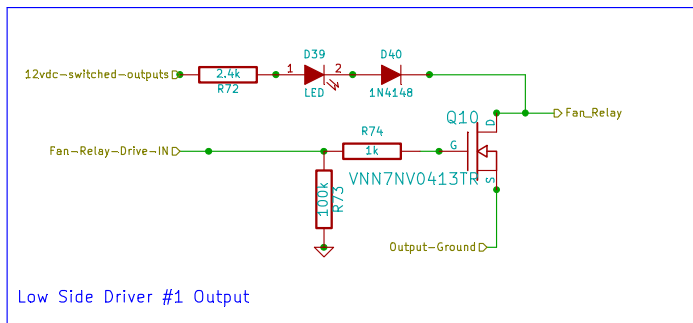 D39
D40
12vdc-switched-outputs
2.4k
1
2
R72
LED
1N4148
Q10
D
Fan_Relay
R74
Fan-Relay-Drive-IN
1k
G
S
VNN7NV0413TR
100k
R73
Output-Ground
Low Side Driver #1 Output